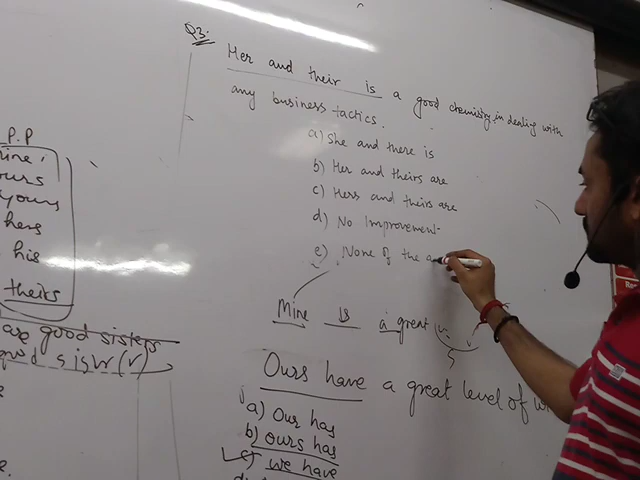 Q3.
Her and their is a good chemistry in dealing with
any business tactics.
a) She and there is
b) Her and theirs are
c) Hers and theirs are
d) No Improvement
e) None of the a
Mine is a great
Ours have a great level of
a) Our has
b) ours has
c) we have
P.P
mine,
ours
yours
hers
his
theirs
are good sisters